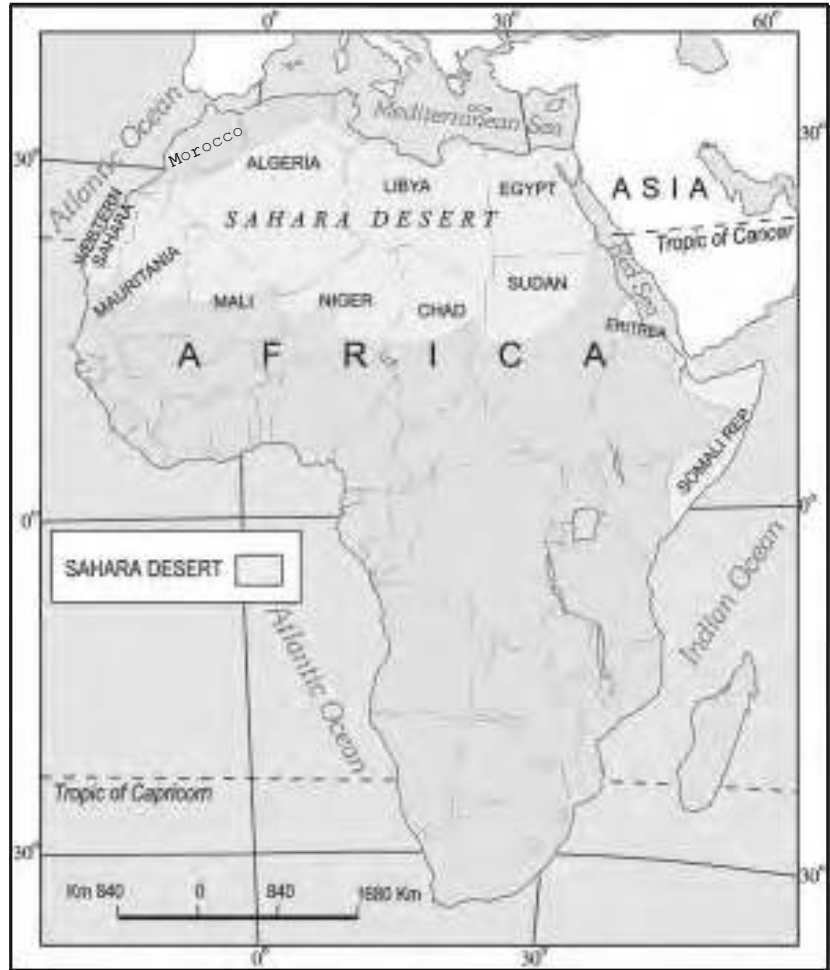 0°
30°
60°
Atlantic Ocean
Mediterranean Sea
30°
30°
Morocco
ALGERIA
LIBYA
EGYPT
ASIA
WESTERN
SAHARA
SAHARA DESERT
Tropic of Cancer
Red Sea
MAURITANIA
MALI
NIGER
CHAD
SUDAN
ERITREA
AFRICA
SOMALI REP.
0°
0°
SAHARA DESERT
Atlantic Ocean
Indian Ocean
Tropic of Capricorn
30°
30°
Km 840 0 840 1680 Km
0°
30°